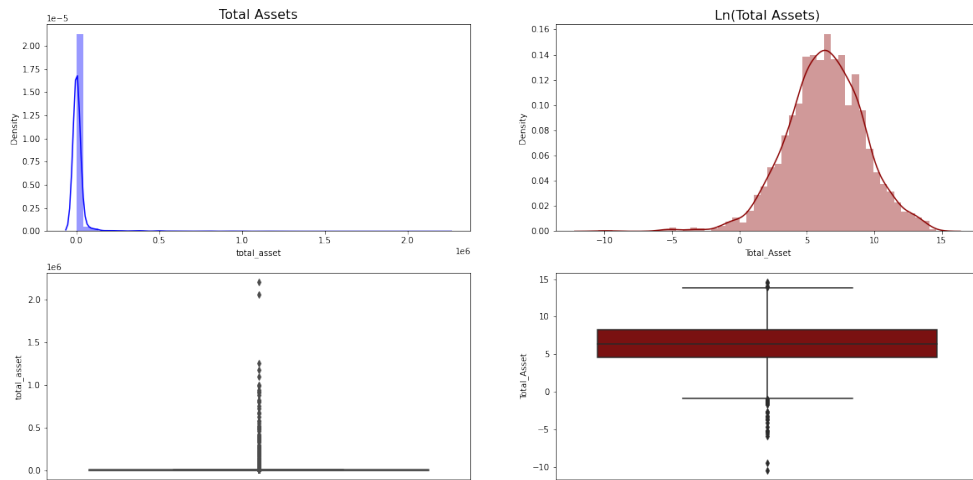 Total Assets
1e−5
2.00
1.75
1.50
1.25
1.00
0.75
0.50
0.25
0.00
Density
0.0 0.5 1.0 1.5 2.0
1e6
total_asset
Ln(Total Assets)
0.16
0.14
0.12
0.10
0.08
0.06
0.04
0.02
0.00
Density
−10 −5 0 5 10 15
Total_Asset
1e6
2.0
1.5
1.0
0.5
0.0
total_asset
15
10
5
0
−5
−10
Total_Asset